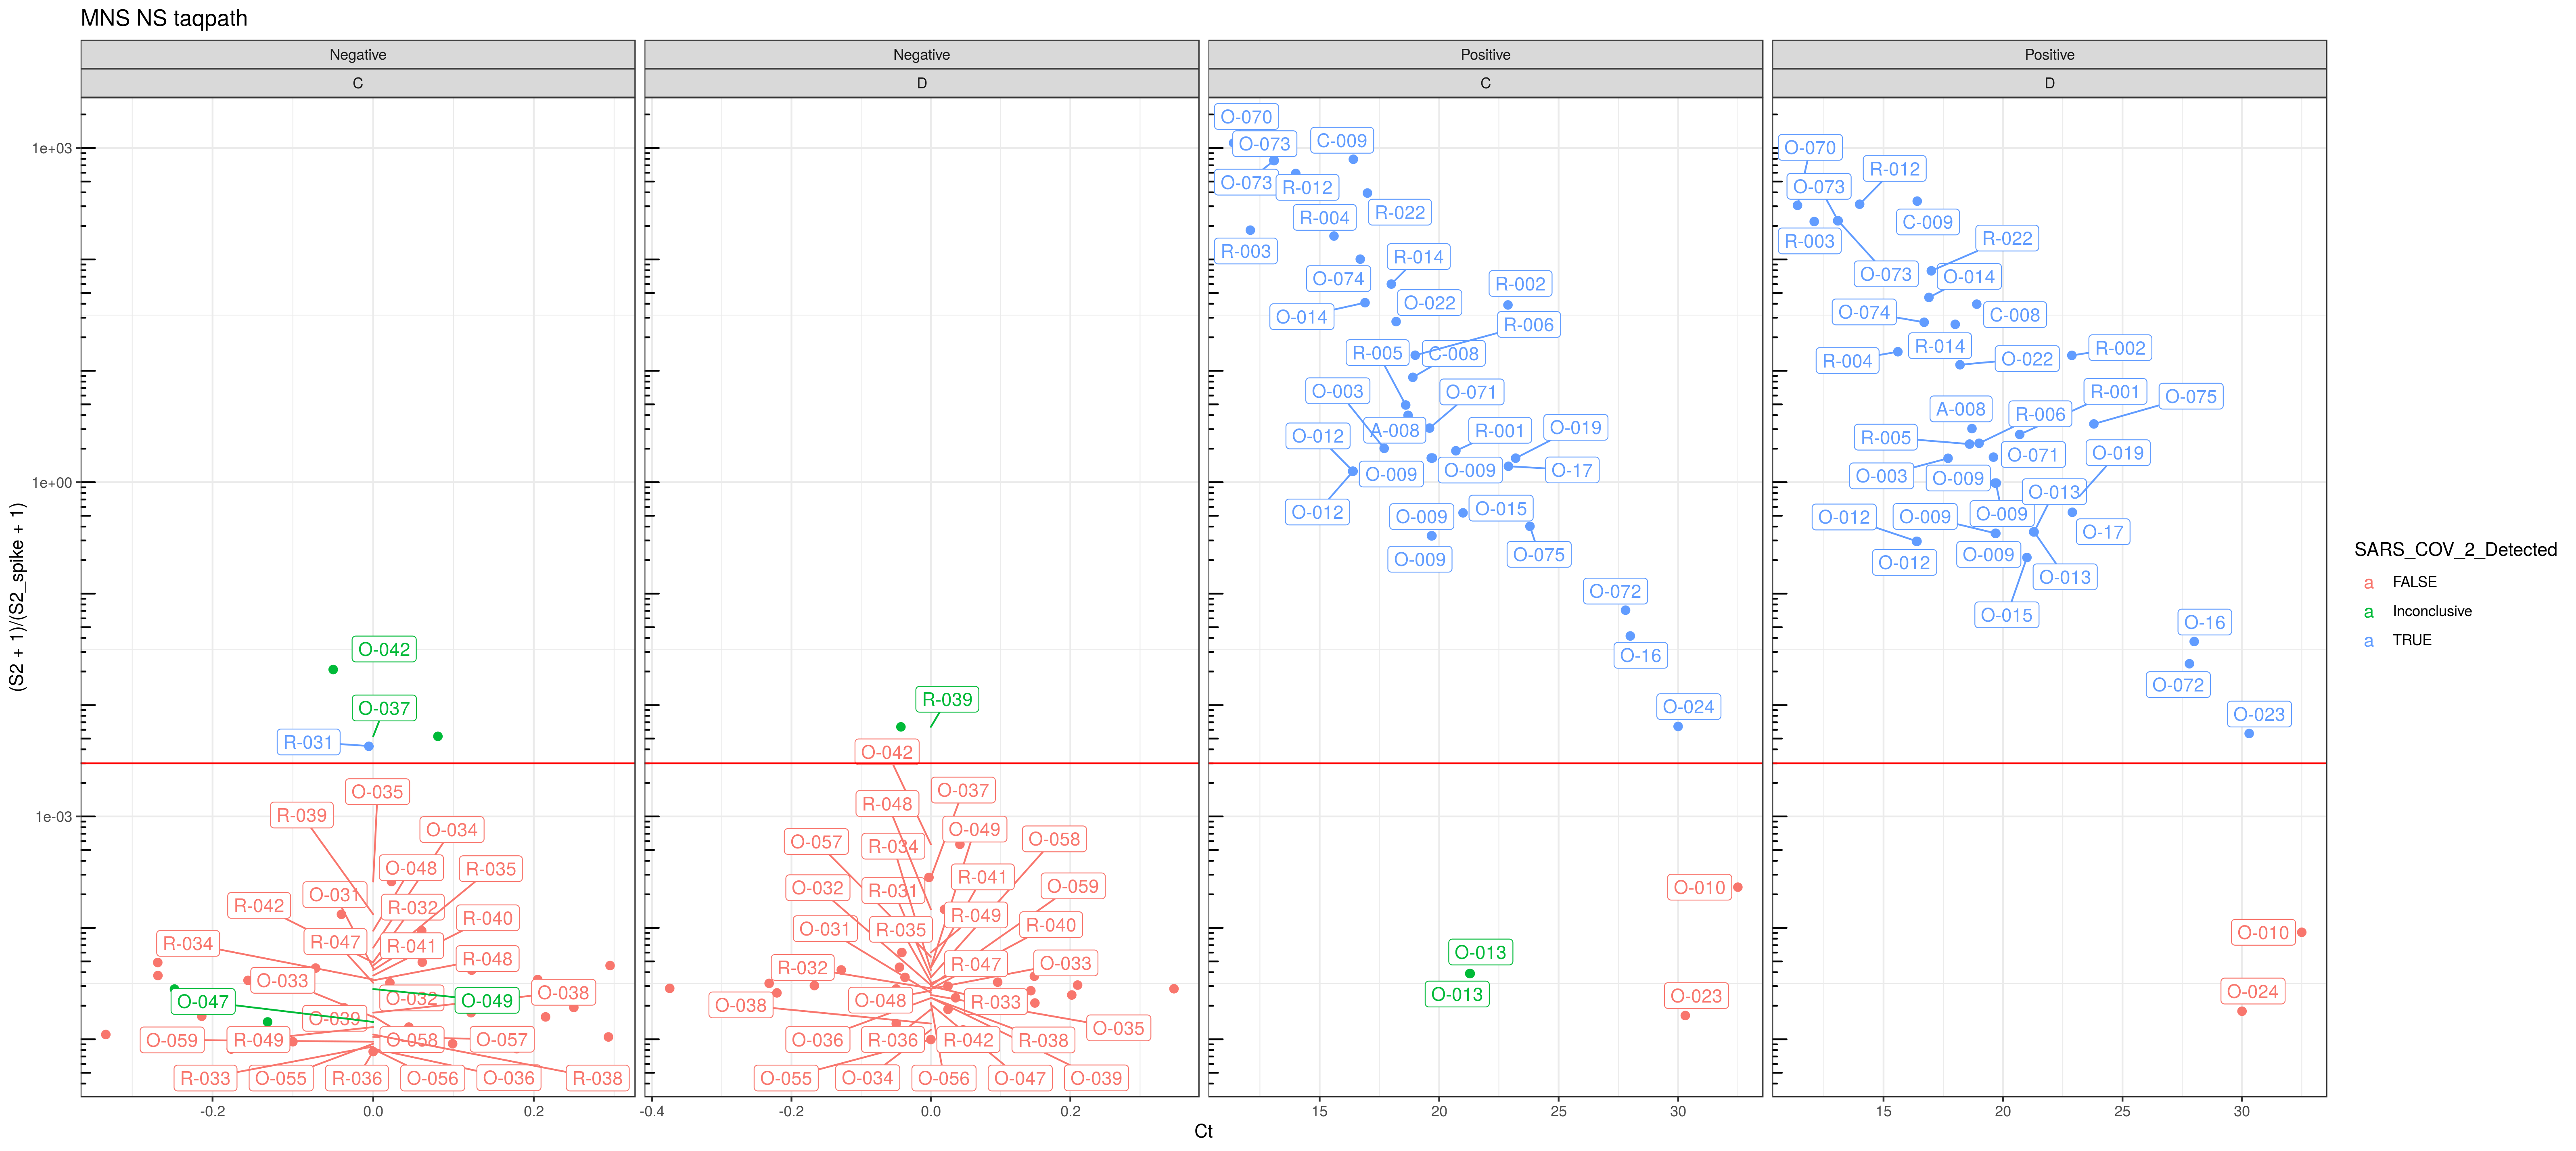 MNS NS taqpath
Negative
Negative
Positive
Positive
C
D
C
D
(S2 + 1)/(S2_spike + 1)
1e+03
1e+00
1e-03
O-042
O-037
R-031
O-035
R-039
O-034
O-048
R-035
O-031
R-042
R-032
R-040
R-047
R-041
R-034
R-048
O-033
O-038
O-047
O-032
O-049
O-039
O-059
R-049
O-058
O-057
R-033
O-055
R-036
O-056
O-036
R-038
-0.2
0.0
0.2
R-039
O-042
O-037
R-048
O-049
O-057
R-034
O-058
R-041
O-032
R-031
O-059
R-049
O-031
R-035
R-040
R-032
R-047
O-033
O-038
O-048
R-033
O-035
O-036
R-036
R-042
R-038
O-055
O-034
O-056
O-047
O-039
-0.4
-0.2
0.0
0.2
O-070
O-073
C-009
O-073
R-012
R-004
R-022
R-003
R-014
O-074
R-002
O-022
O-014
R-006
R-005
C-008
O-003
O-071
O-012
A-008
R-001
O-019
O-009
O-009
O-17
O-012
O-009
O-015
O-009
O-075
O-072
O-16
O-024
O-010
O-013
O-013
O-023
15
20
25
30
O-070
R-012
O-073
C-009
R-003
R-022
O-073
O-014
O-074
C-008
R-014
R-002
R-004
O-022
R-001
O-075
A-008
R-006
R-005
O-071
O-019
O-003
O-009
O-013
O-012
O-009
O-009
O-17
O-012
O-009
O-013
O-015
O-16
O-072
O-023
O-010
O-024
15
20
25
30
Ct
SARS_COV_2_Detected
a FALSE
a Inconclusive
a TRUE